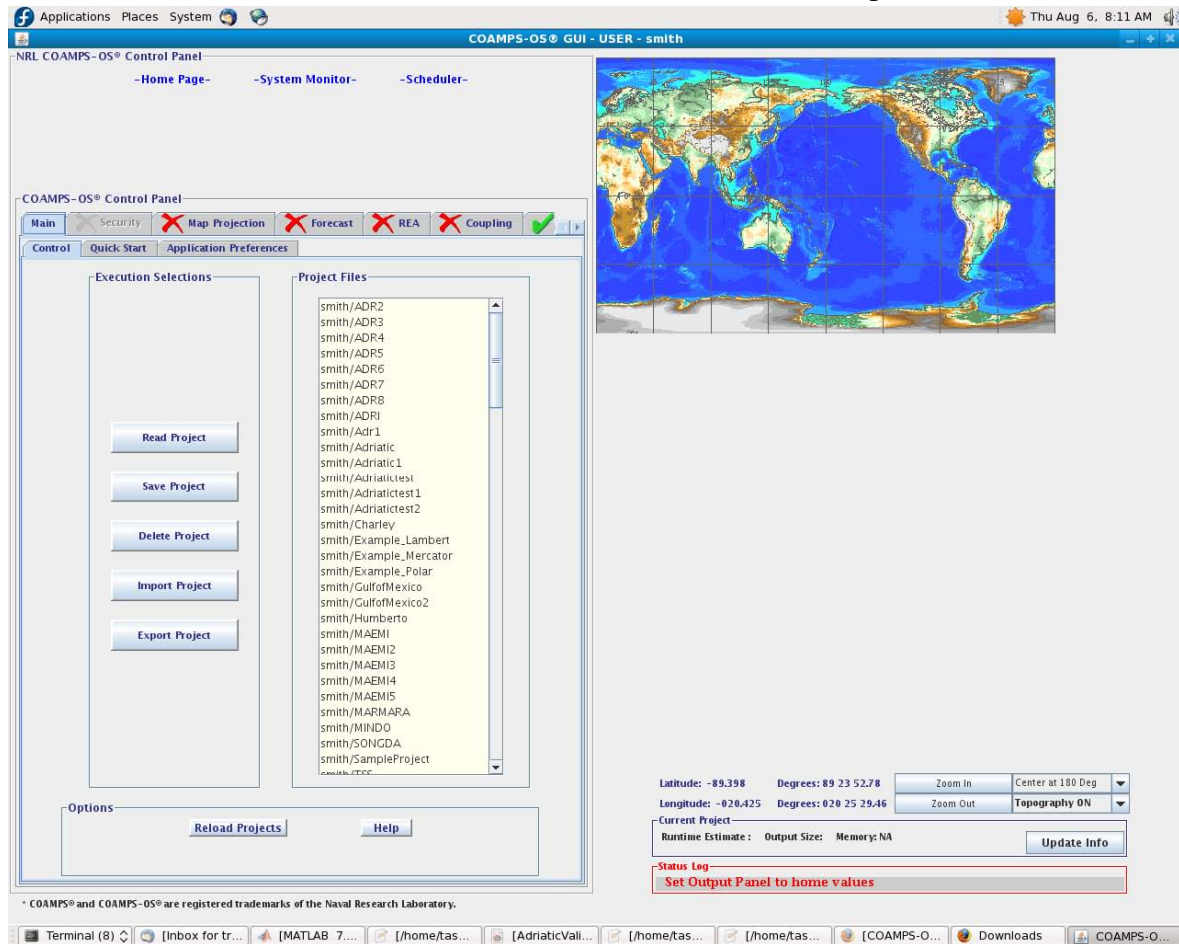 Applications Places System Thu Aug 6, 8:11 AM
COAMPS-OS® GUI - USER - smith
NRL COAMPS-OS® Control Panel
-Home Page- -System Monitor- -Scheduler-
COAMPS-OS® Control Panel
Main Security Map Projection Forecast REA Coupling
Control Quick Start Application Preferences
Execution Selections
Read Project
Save Project
Delete Project
Import Project
Export Project
Project Files
smith/ADR2
smith/ADR3
smith/ADR4
smith/ADR5
smith/ADR6
smith/ADR7
smith/ADR8
smith/ADRI
smith/Adr1
smith/Adriatic
smith/Adriatic1
smith/Adriatictest
smith/Adriatictest1
smith/Adriatictest2
smith/Charley
smith/Example_Lambert
smith/Example_Mercator
smith/Example_Polar
smith/GulfofMexico
smith/GulfofMexico2
smith/Humberto
smith/MAEMI
smith/MAEMI2
smith/MAEMI3
smith/MAEMI4
smith/MAEMI5
smith/MARMARA
smith/MINDO
smith/SONGDA
smith/SampleProject
Options
Reload Projects Help
Latitude: -89.398 Degrees: 89 23 52.78 Zoom In Center at 180 Deg
Longitude: -020.425 Degrees: 020 25 29.46 Zoom Out Topography ON
Current Project
Runtime Estimate : Output Size: Memory: NA Update Info
Status Log
Set Output Panel to home values
* COAMPS® and COAMPS-OS® are registered trademarks of the Naval Research Laboratory.
Terminal (8) [Inbox for tr... [MATLAB 7.... [/home/tas... [AdriaticVali... [/home/tas... [/home/tas... [COAMP-O... Downloads COAMPS-O...